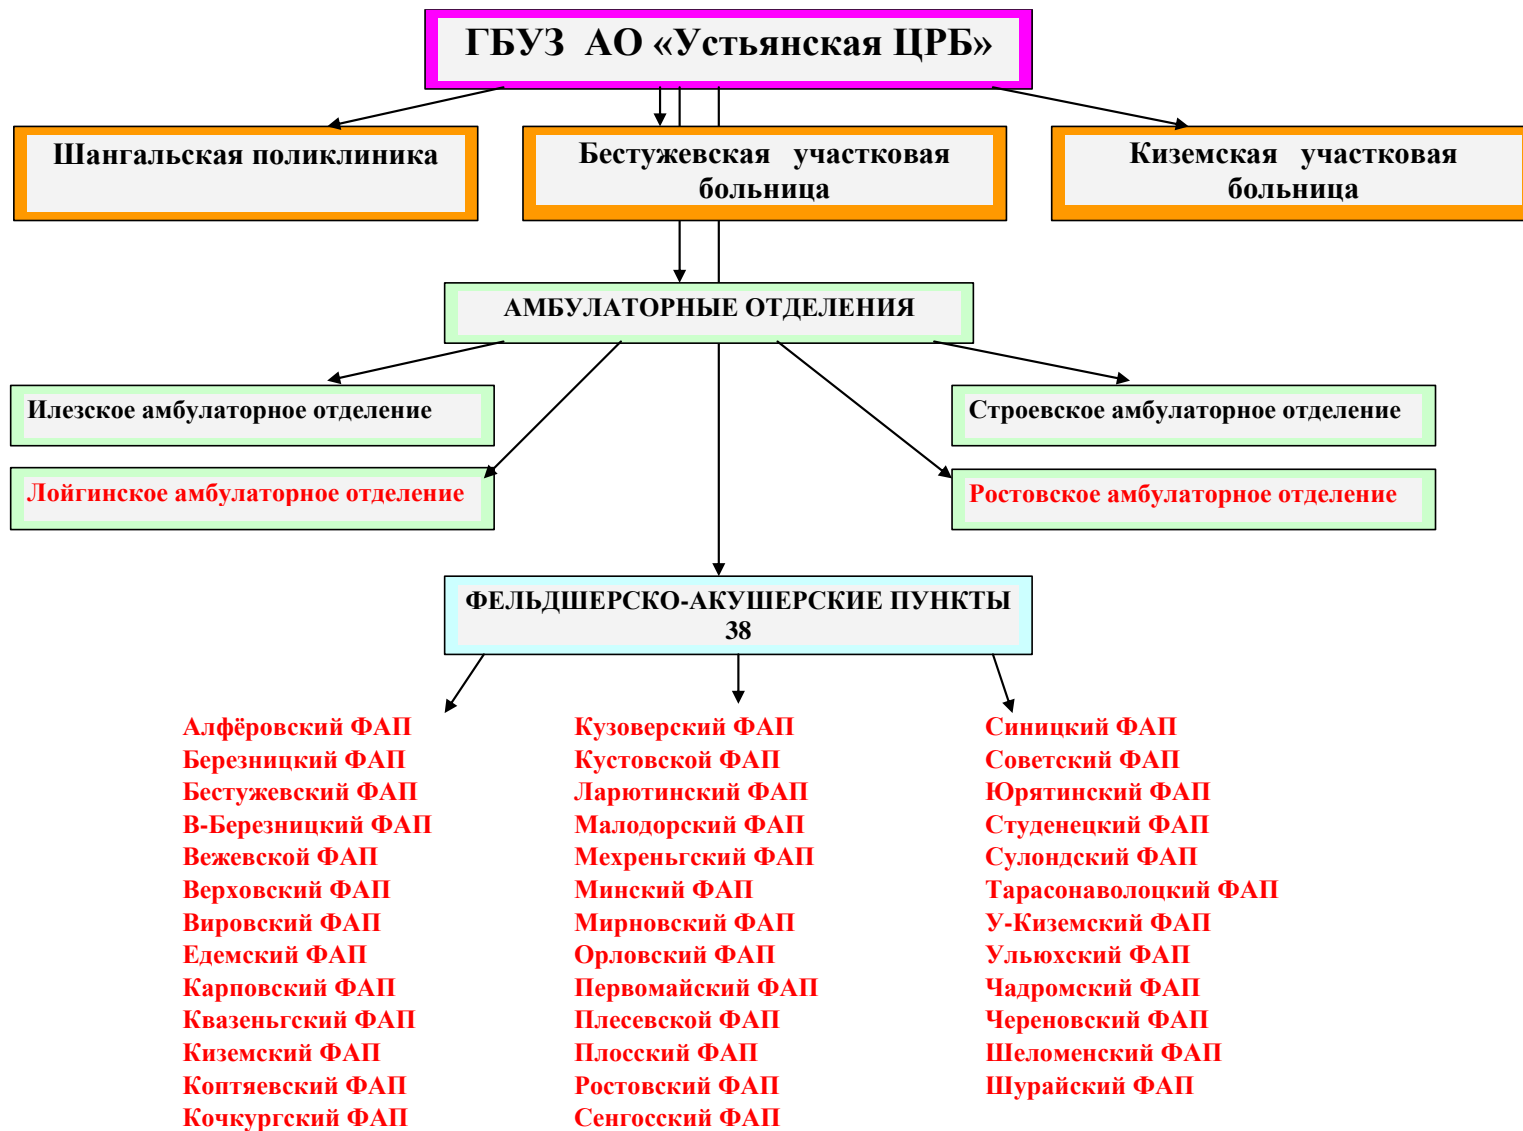 ГБУЗ АО «Устьянская ЦРБ»
Шангальская поликлиника
Бестужевская участковая
больница
Киземская участковая
больница
АМБУЛАТОРНЫЕ ОТДЕЛЕНИЯ
Илезское амбулаторное отделение
Строевское амбулаторное отделение
Лойгинское амбулаторное отделение
Ростовское амбулаторное отделение
ФЕЛЬДШЕРСКО-АКУШЕРСКИЕ ПУНКТЫ
38
Алфёровский ФАП
Березницкий ФАП
Бестужевский ФАП
В-Березницкий ФАП
Вежевской ФАП
Верховский ФАП
Вировский ФАП
Едемский ФАП
Карповский ФАП
Квазеньгский ФАП
Киземский ФАП
Коптяевский ФАП
Кочкургский ФАП
Кузоверский ФАП
Кустовской ФАП
Ларютинский ФАП
Малодорский ФАП
Мехреньгский ФАП
Минский ФАП
Мирновский ФАП
Орловский ФАП
Первомайский ФАП
Плесевской ФАП
Плосский ФАП
Ростовский ФАП
Сенгосский ФАП
Синицкий ФАП
Советский ФАП
Юрятинский ФАП
Студенецкий ФАП
Сулондский ФАП
Тарасонаволоцкий ФАП
У-Киземский ФАП
Ульюхский ФАП
Чадромский ФАП
Череновский ФАП
Шеломенский ФАП
Шурайский ФАП